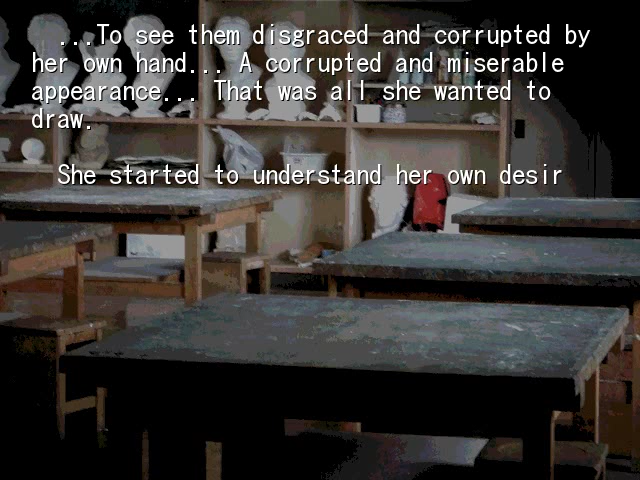 ...To see them disgraced and corrupted by
her own hand... A corrupted and miserable
appearance... That was all she wanted to
draw.
She started to understand her own desir